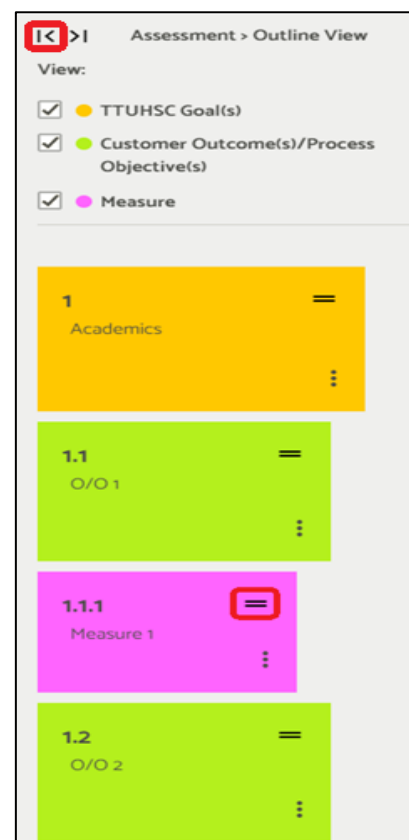 |< >| Assessment > Outline View
View:
TTUHSC Goal(s)
Customer Outcome(s)/Process
Objective(s)
Measure
1
Academics
1.1
O/O 1
1.1.1
Measure 1
1.2
O/O 2